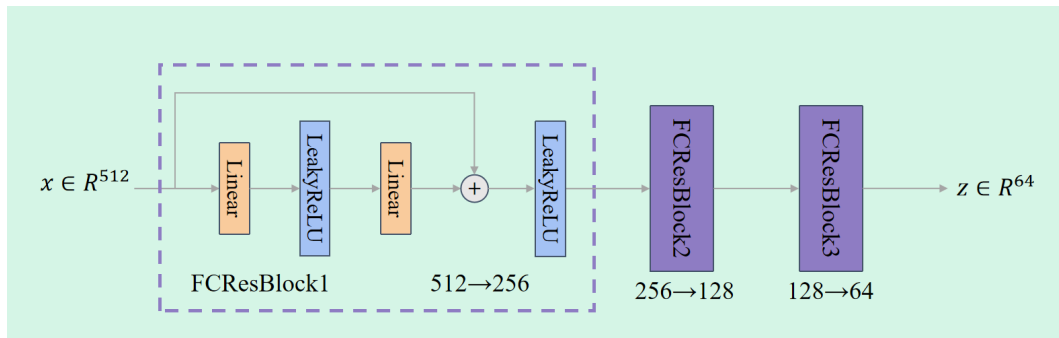 x ∈ R^512
Linear
LeakyReLU
Linear
+
LeakyReLU
FCResBlock1
512→256
FCResBlock2
256→128
FCResBlock3
128→64
z ∈ R^64